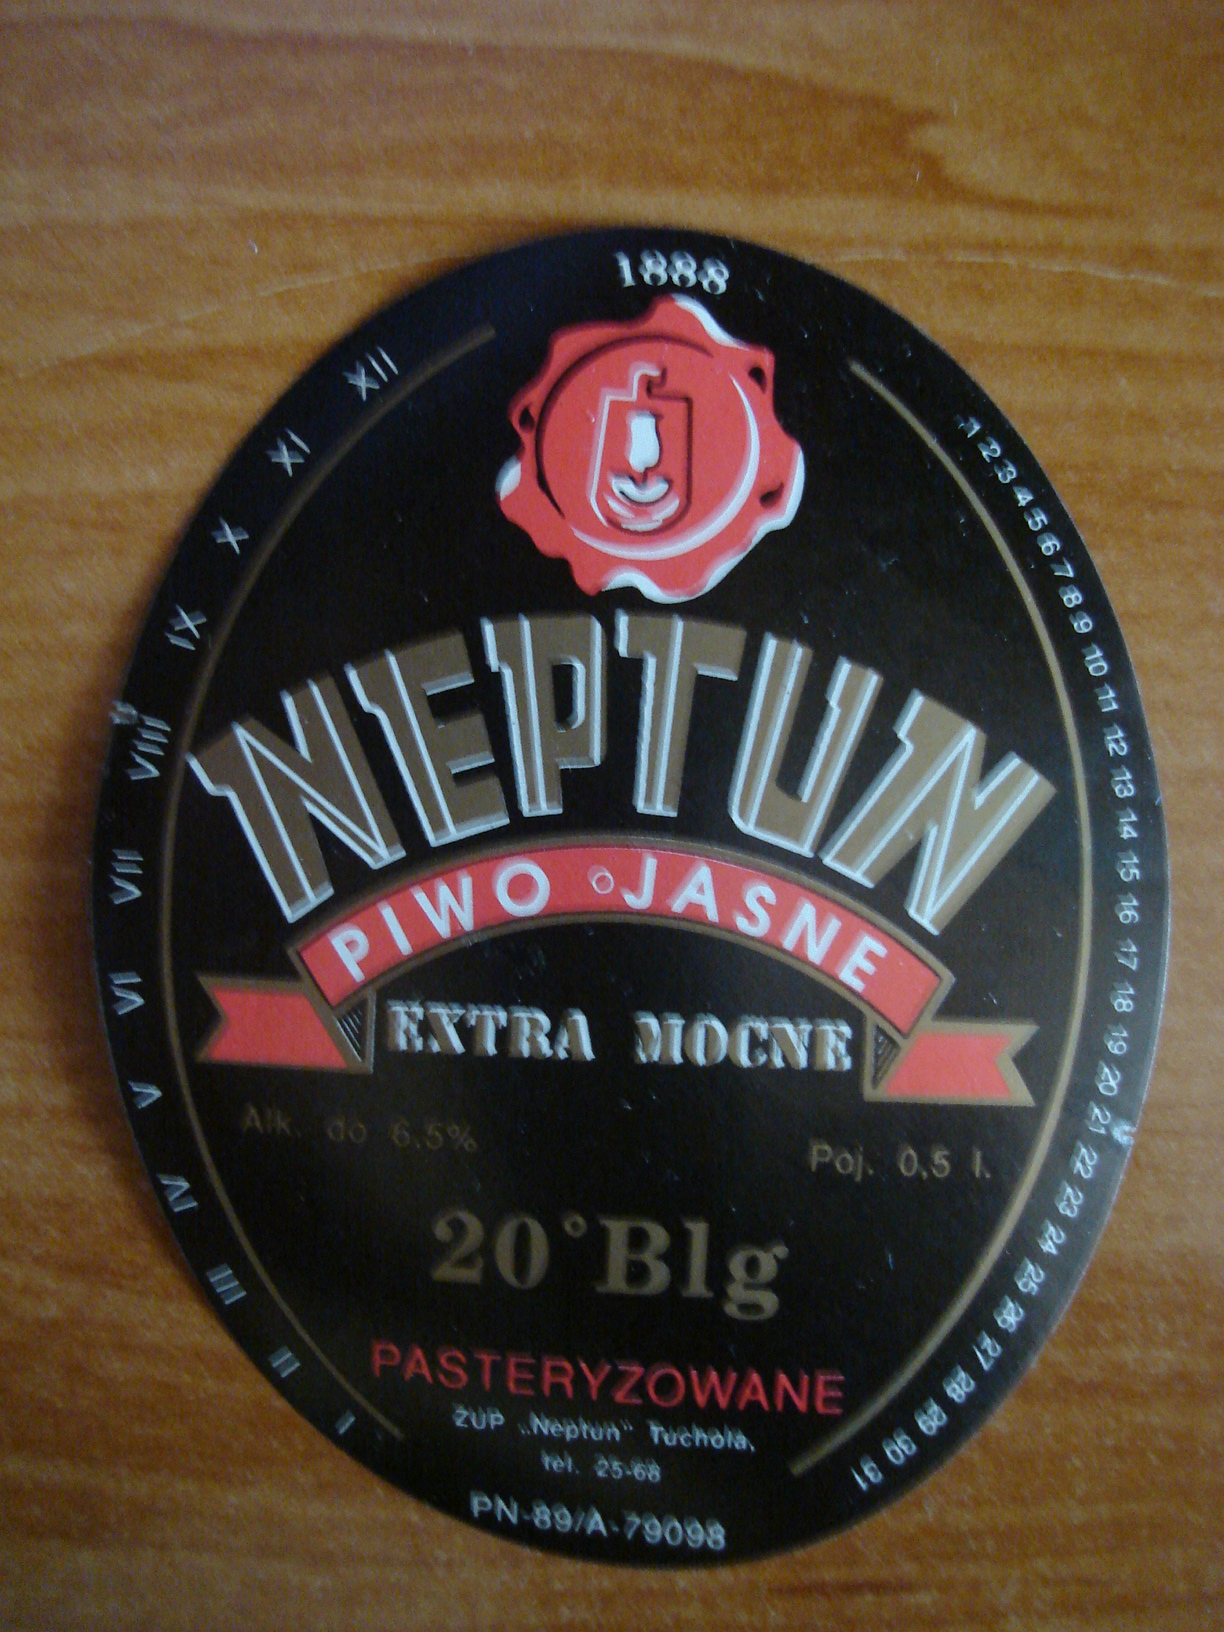 1888
NEPTUN
PIWO JASNE
EXTRA MOCNE
Alk. do 6,5%
Poj. 0,5 l.
20°Blg
PASTERYZOWANE
ZUP „Neptun” Tuchola,
tel. 25-68
PN-89/A-79098
I II III IV V VI VII VIII IX X XI XII
1 2 3 4 5 6 7 8 9 10 11 12 13 14 15 16 17 18 19 20 21 22 23 24 25 26 27 28 29 30 31